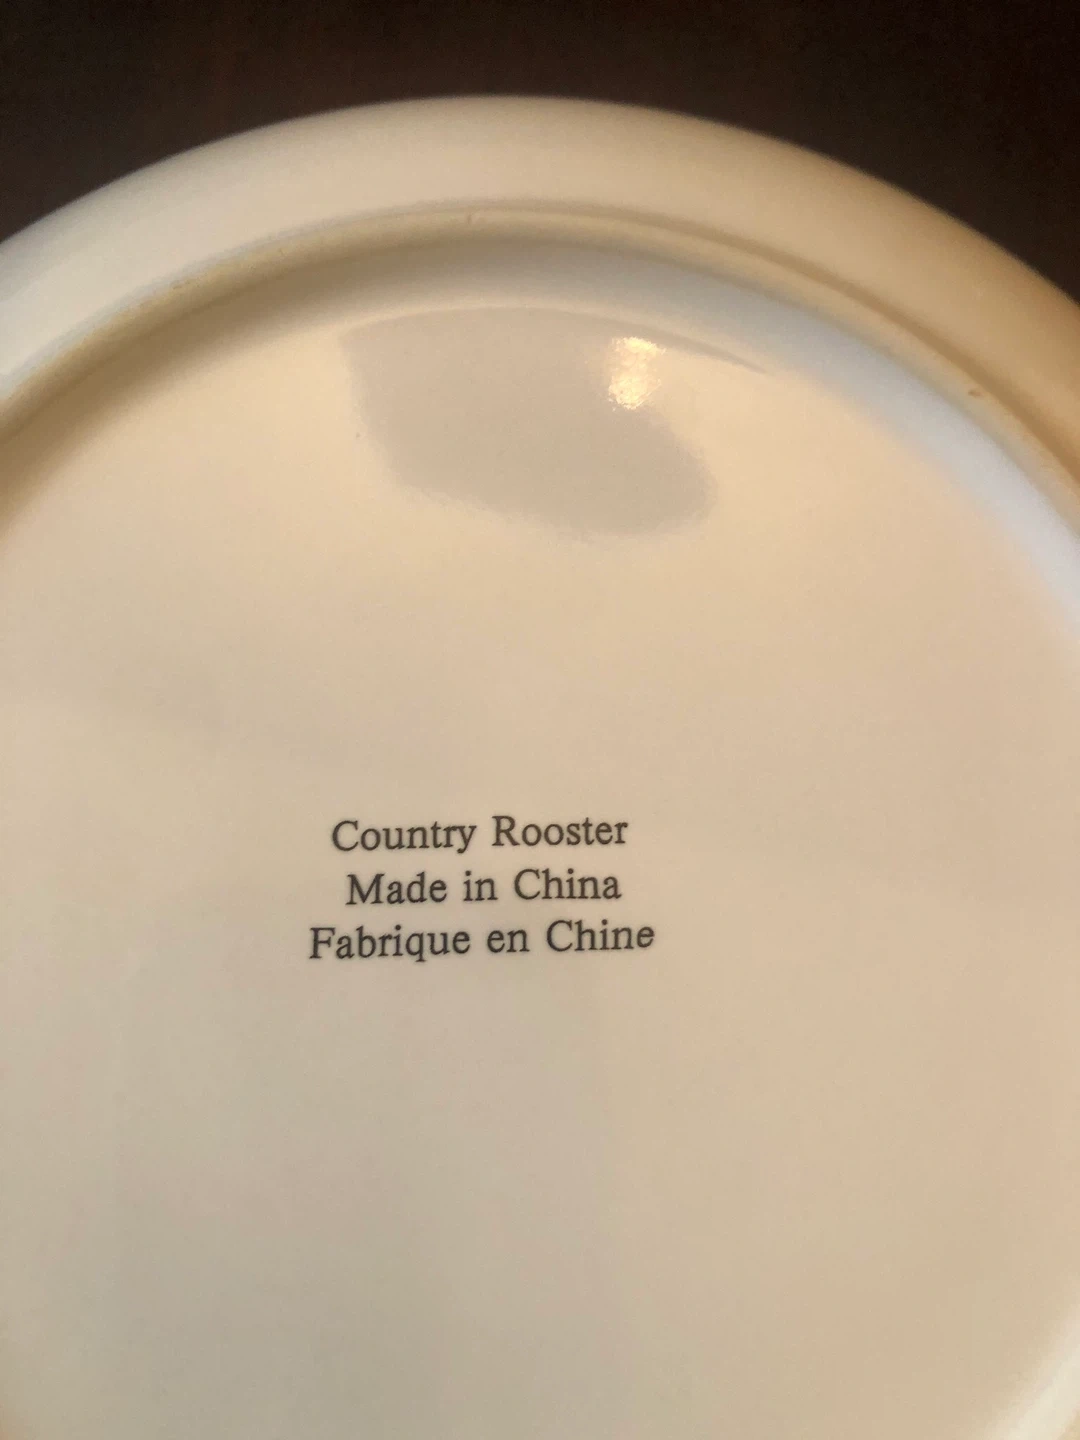 Country Rooster
Made in China
Fabrique en Chine